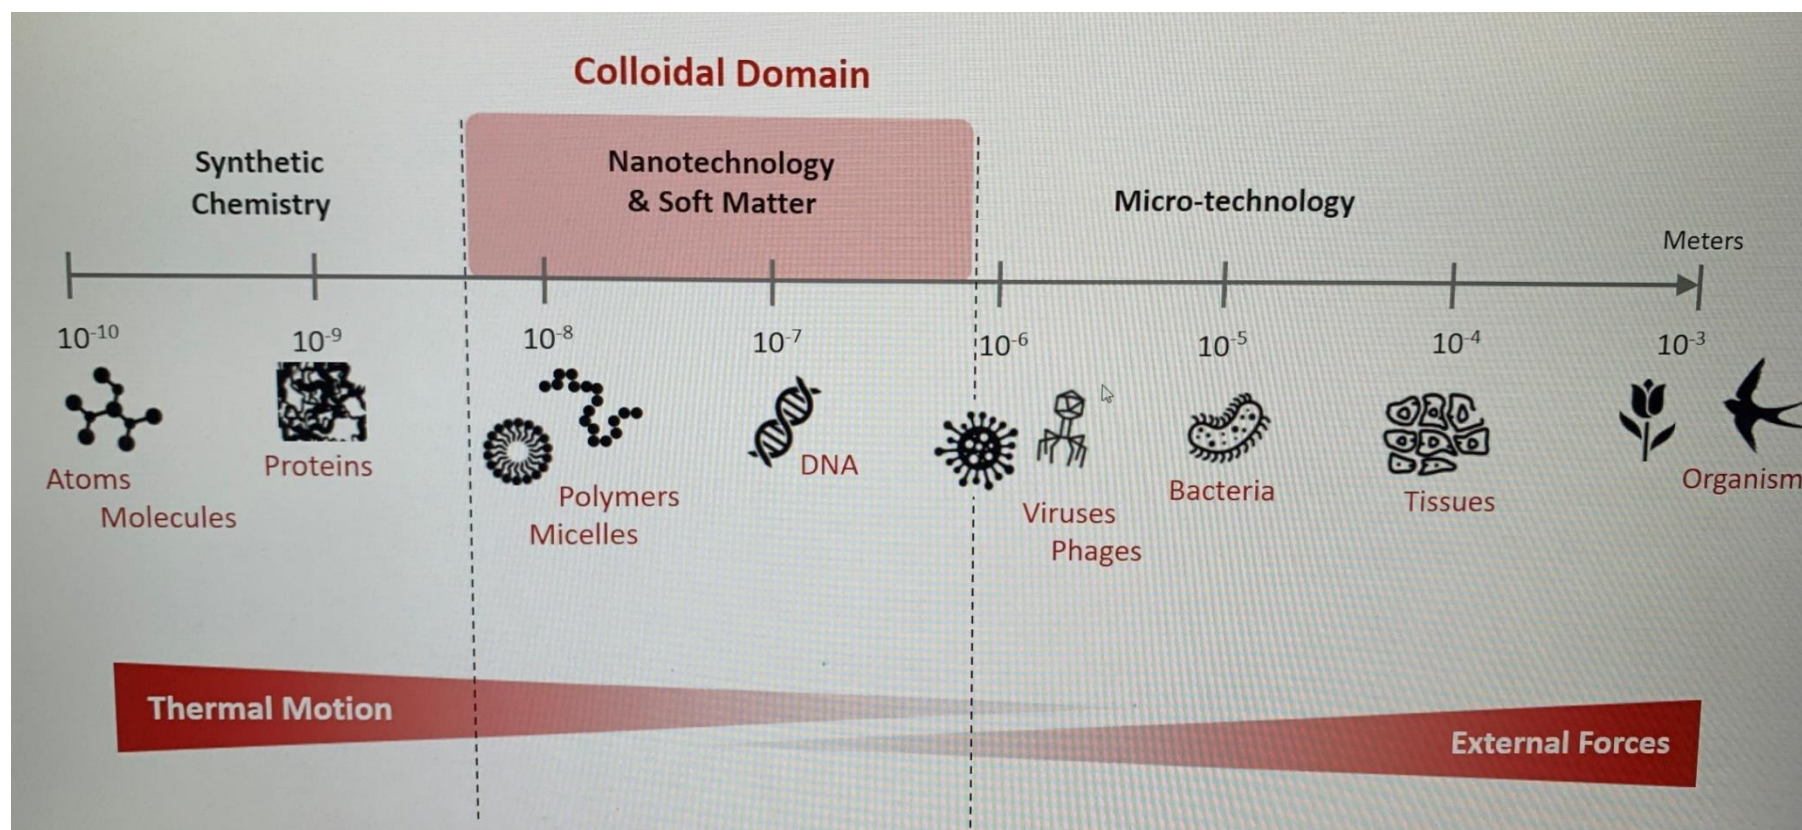 Colloidal Domain
Synthetic
Chemistry
Nanotechnology
& Soft Matter
Micro-technology
Meters
10⁻¹⁰
10⁻⁹
10⁻⁸
10⁻⁷
10⁻⁶
10⁻⁵
10⁻⁴
10⁻³
Atoms
Molecules
Proteins
Polymers
Micelles
DNA
Viruses
Phages
Bacteria
Tissues
Organism
Thermal Motion
External Forces